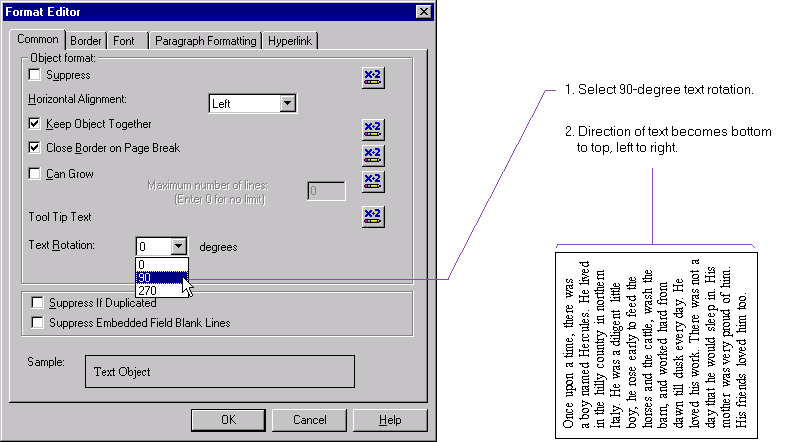 Format Editor
Common Border Font Paragraph Formatting Hyperlink
Object format:
Suppress
X+2
Horizontal Alignment: Left
Keep Object Together
X+2
Close Border on Page Break
X+2
Can Grow
X+2
Maximum number of lines: 0
(Enter 0 for no limit)
Tool Tip Text
X+2
Text Rotation: 0 degrees
0
90
270
Suppress If Duplicated
Suppress Embedded Field Blank Lines
Sample: Text Object
OK Cancel Help
1. Select 90-degree text rotation.
2. Direction of text becomes bottom
to top, left to right.
Once upon a time, there was
a boy named Hercules. He lived
in the hilly country in northern
Italy. He was a diligent little
boy, he rose early to feed the
horses and the cattle, wash the
barn, and worked hard from
dawn till dusk every day. He
loved his work. There was not a
day that he would sleep in. His
mother was very proud of him.
His friends loved him too.